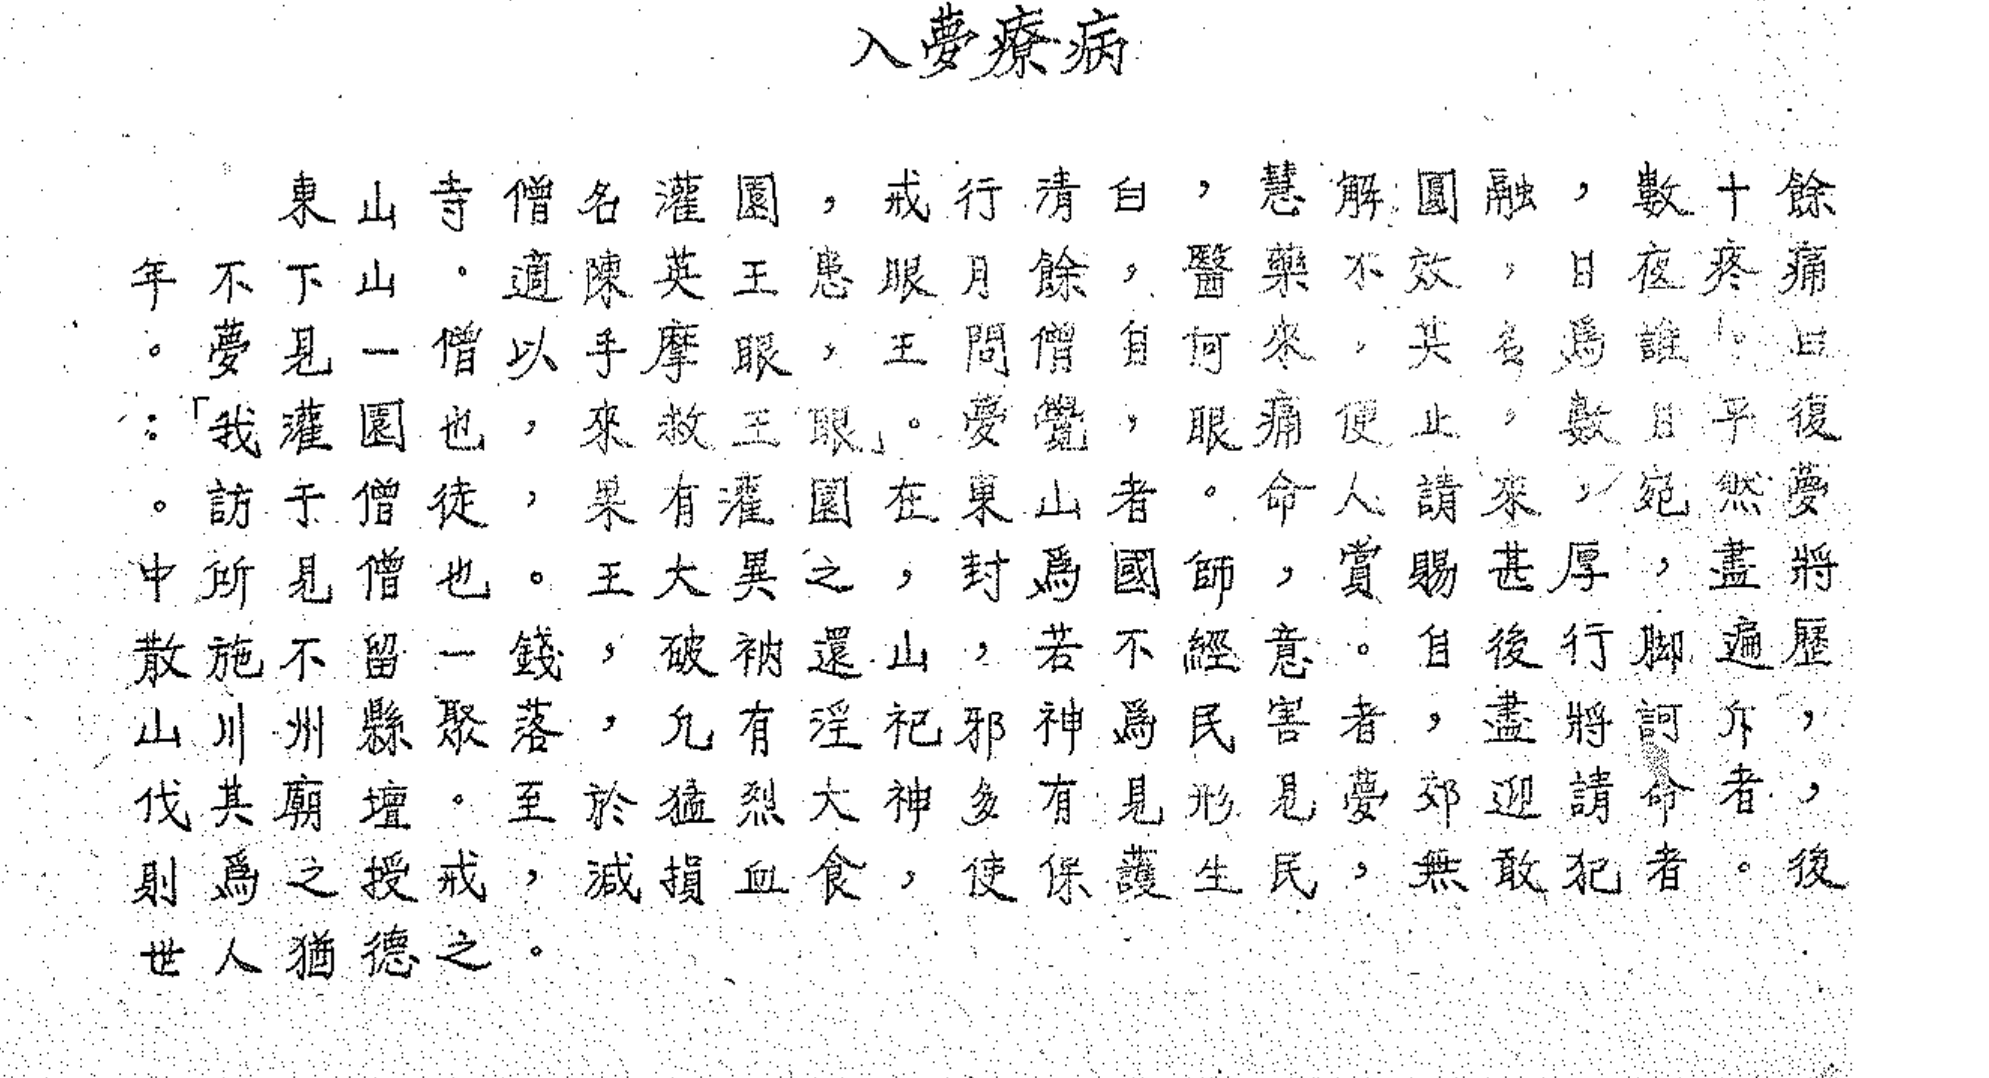 入夢療病
東山寺僧名灌園,戒行清白,慧解圓融,數十餘
年不下山。適陳英王患眼月餘,醫藥不效,日夜疼痛
。夢見一僧以手摩眼,王問僧自何來,其名爲誰。曰
:「我灌園也,來救王眼」。夢覺,眼痛便止,數日平復
。訪于僧徒,果有灌園在東山者。命人請來,宛然夢
中所見僧也。王大異之,封爲國師,賞賜甚厚,盡將
散施不留一錢,破衲還山,若不經意。自後行脚遍歷
山川州縣聚落,凡有淫祀邪神爲民害者,盡將訶斥,
伐其廟壇。至於猛烈大神多有見形見夢郊迎請命者,
則爲之授戒,減損血食,使保護生民,無敢犯者。後
世人猶德之。